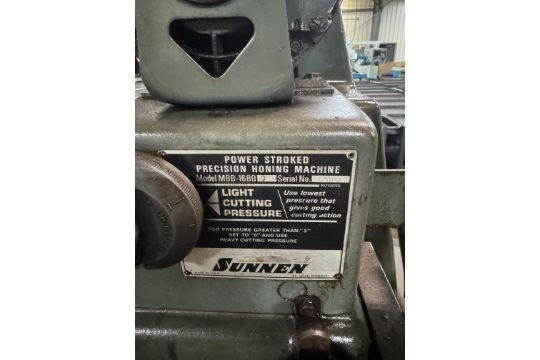 POWER STROKED
PRECISION HONING MACHINE
Model MBB-1680 Serial No.
PATENTED
LIGHT
CUTTING
PRESSURE
Use lowest
pressure that
gives good
cutting action
FOR PRESSURE GREATER THAN "3"
SET TO "0" AND USE
HEAVY CUTTING PRESSURE
SUNNEN